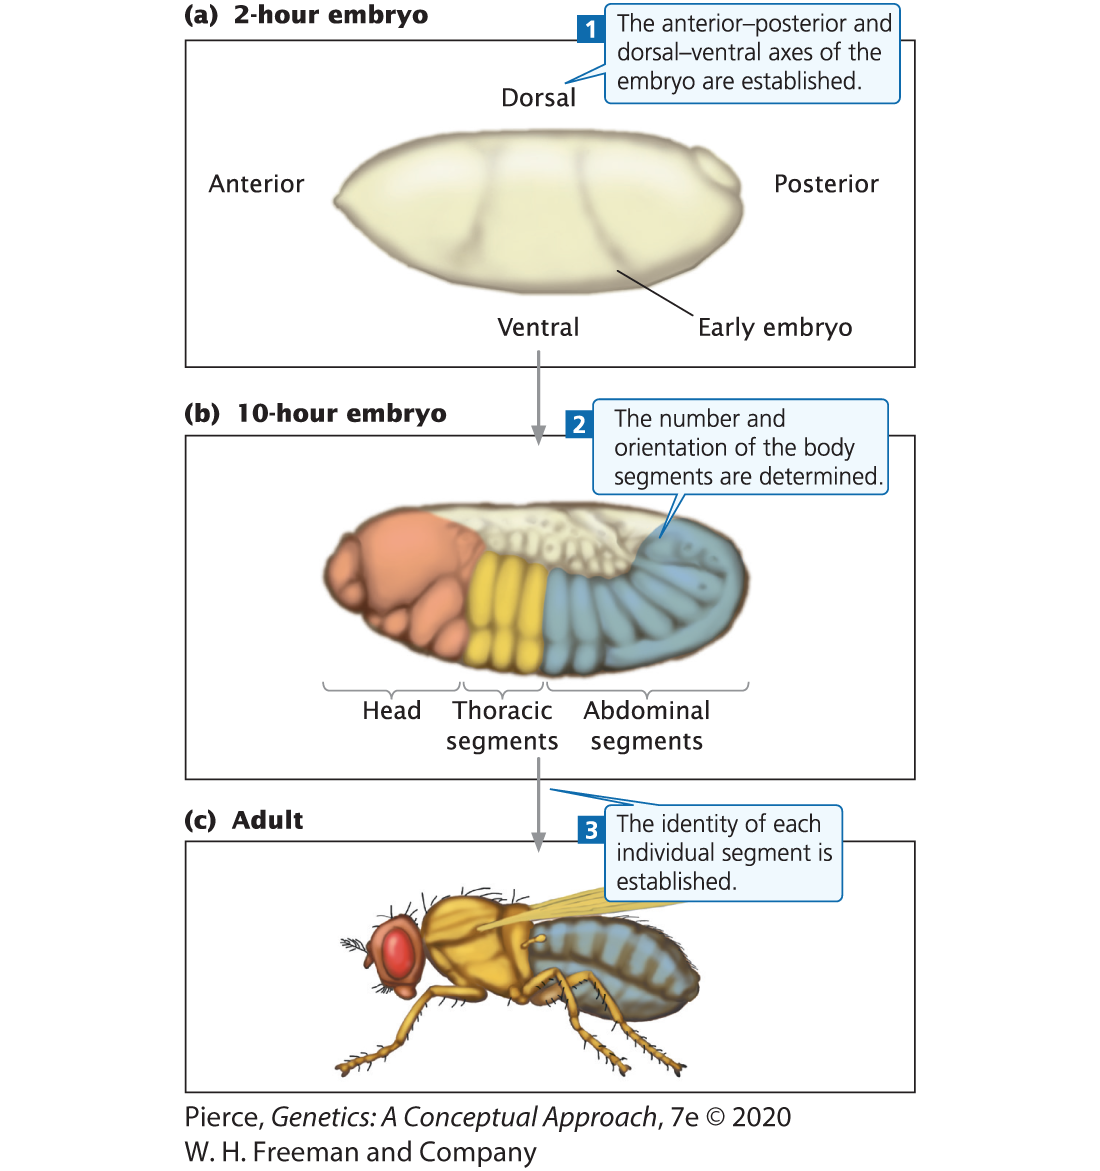 (a) 2-hour embryo
1
The anterior–posterior and
dorsal–ventral axes of the
embryo are established.
Dorsal
Anterior
Posterior
Ventral
Early embryo
(b) 10-hour embryo
2
The number and
orientation of the body
segments are determined.
Head
Thoracic
segments
Abdominal
segments
(c) Adult
3
The identity of each
individual segment is
established.
Pierce, Genetics: A Conceptual Approach, 7e © 2020
W. H. Freeman and Company